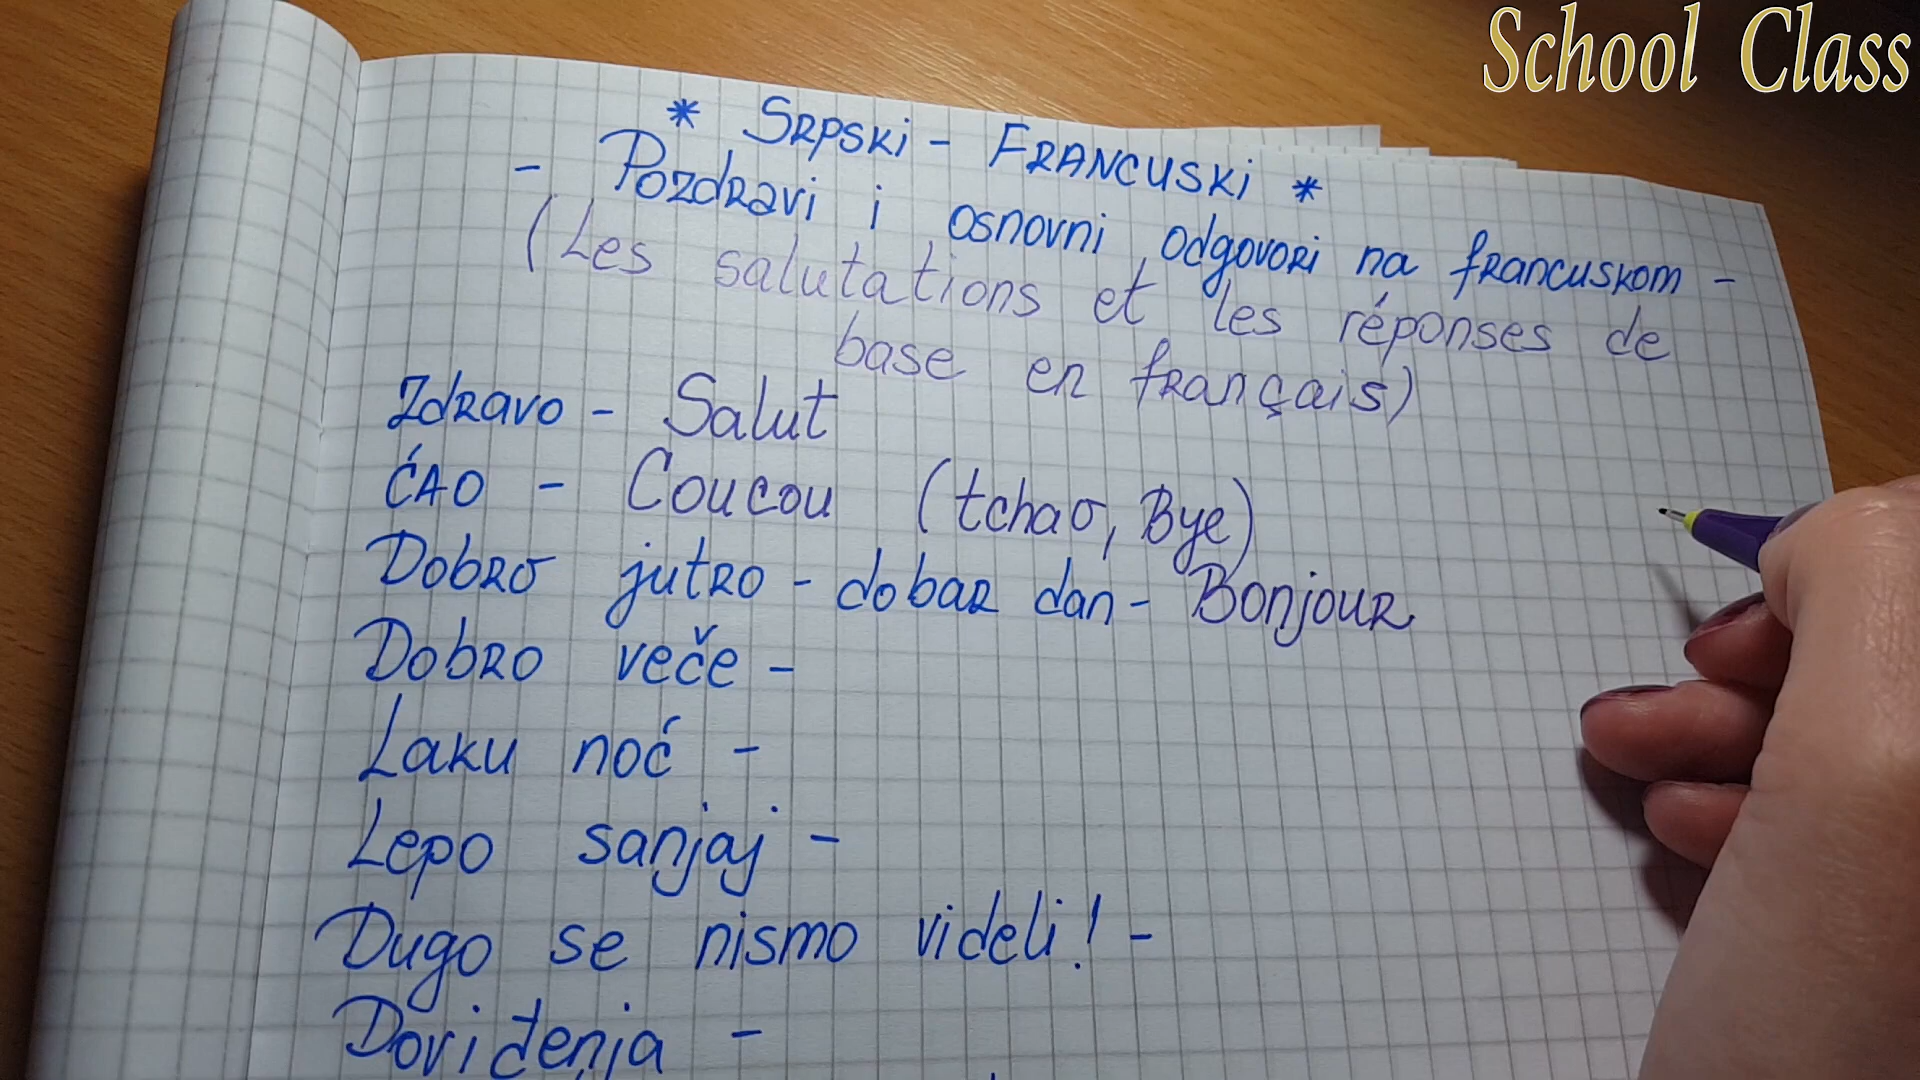 School Class
* SRPSKi - FRANCUSKi *
- Pozdravi i osnovni odgovori na francuskom -
(Les salutations et les réponses de
base en français)
Zdravo - Salut
ĆAO - Coucou (tchao, Bye)
Dobro jutro - dobar dan - Bonjour
Dobro veče -
Laku noć -
Lepo sanjaj -
Dugo se nismo videli! -
Doviđenja -